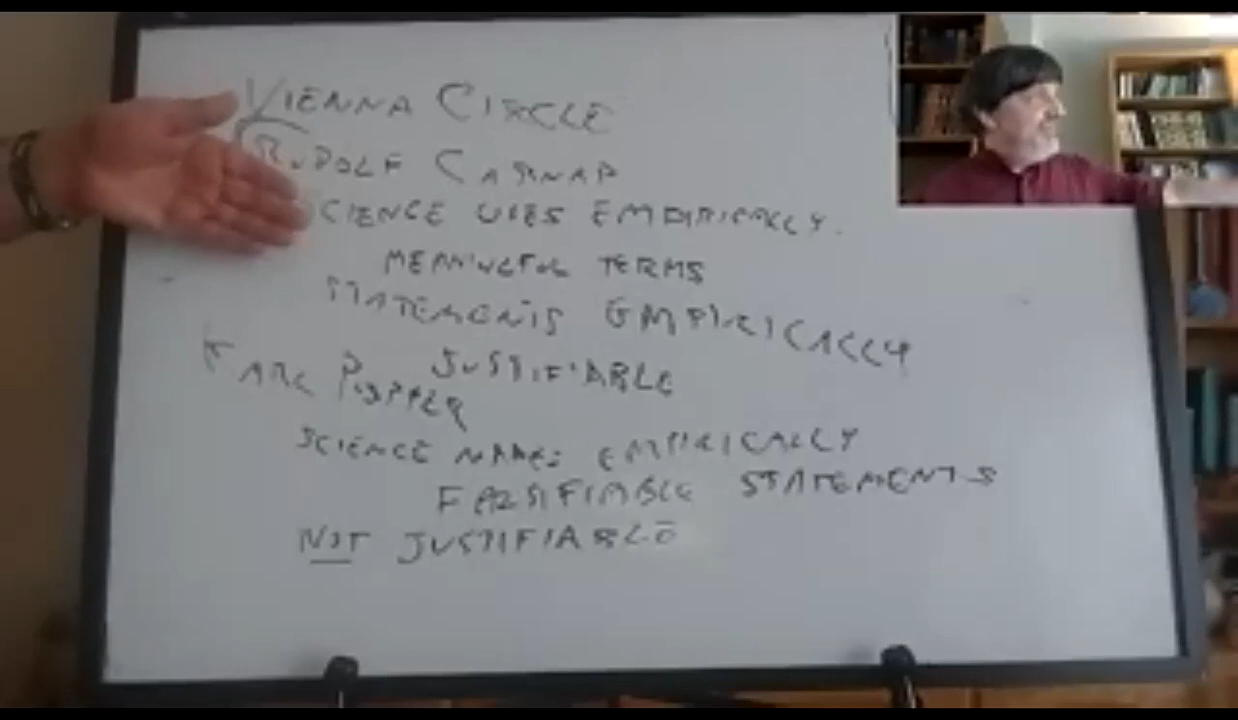 VIENNA CIRCLE
RUDOLF CARNAP
SCIENCE USES EMPIRICALLY
MEANINGFUL TERMS
STATEMENTS EMPIRICALLY
JUSTIFIABLE
KARL POPPER
SCIENCE MAKES EMPIRICALLY
FALSIFIABLE STATEMENTS
NOT JUSTIFIABLE